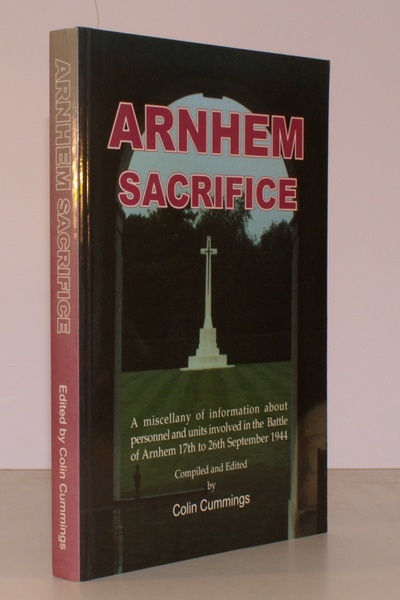 ARNHEM SACRIFICE
Edited by Colin Cummings
ARNHEM
SACRIFICE
A miscellany of information about
personnel and units involved in the Battle
of Arnhem 17th to 26th September 1944
Compiled and Edited
by
Colin Cummings